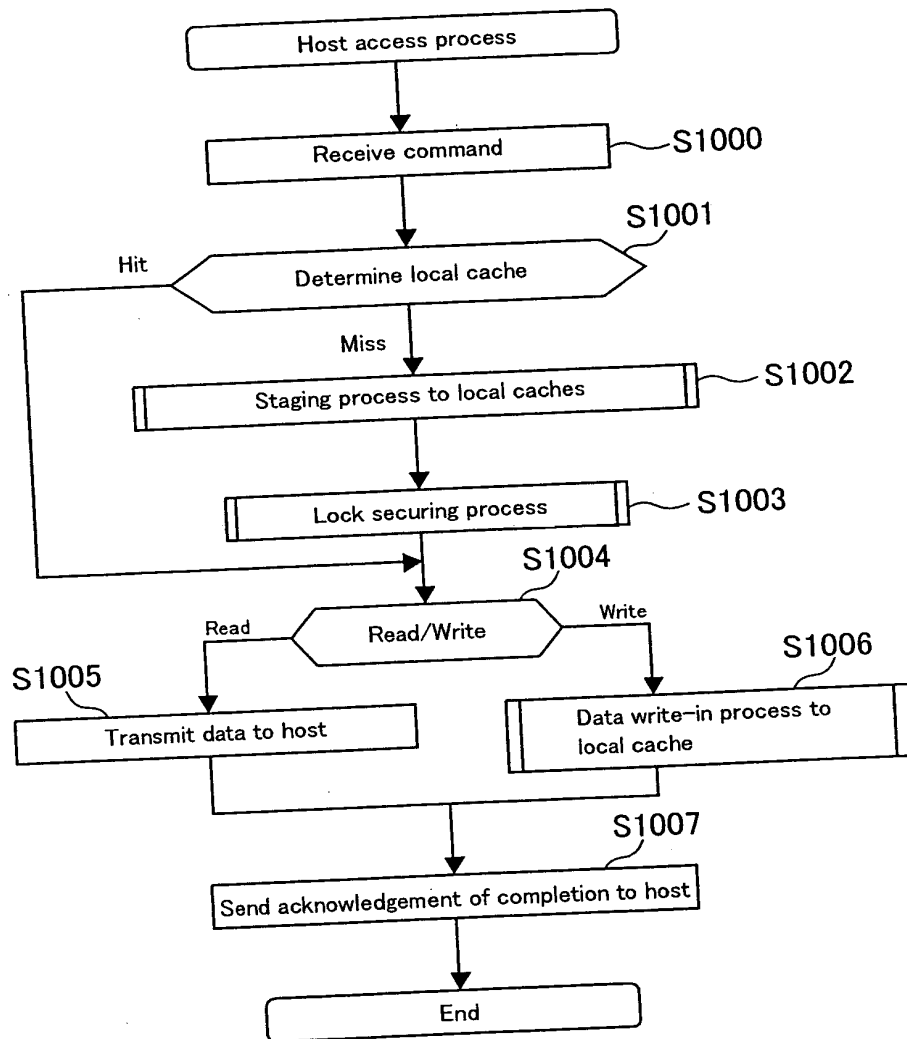 Host access process
Receive command
S1000
S1001
Hit
Determine local cache
Miss
Staging process to local caches
S1002
Lock securing process
S1003
S1004
Read
Read/Write
Write
S1005
S1006
Transmit data to host
Data write-in process to
local cache
S1007
Send acknowledgement of completion to host
End